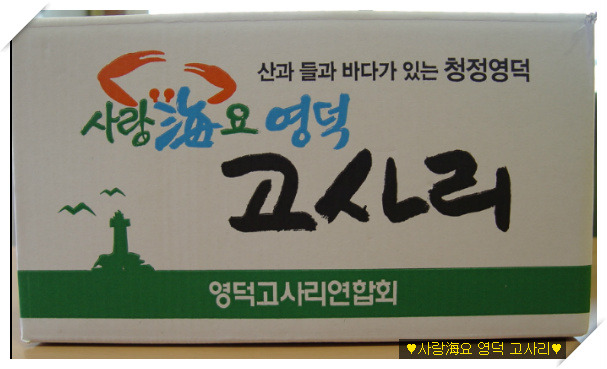 산과 들과 바다가 있는 청정영덕
사랑海요 영덕
고사리
영덕고사리연합회
♥사랑海요 영덕 고사리♥